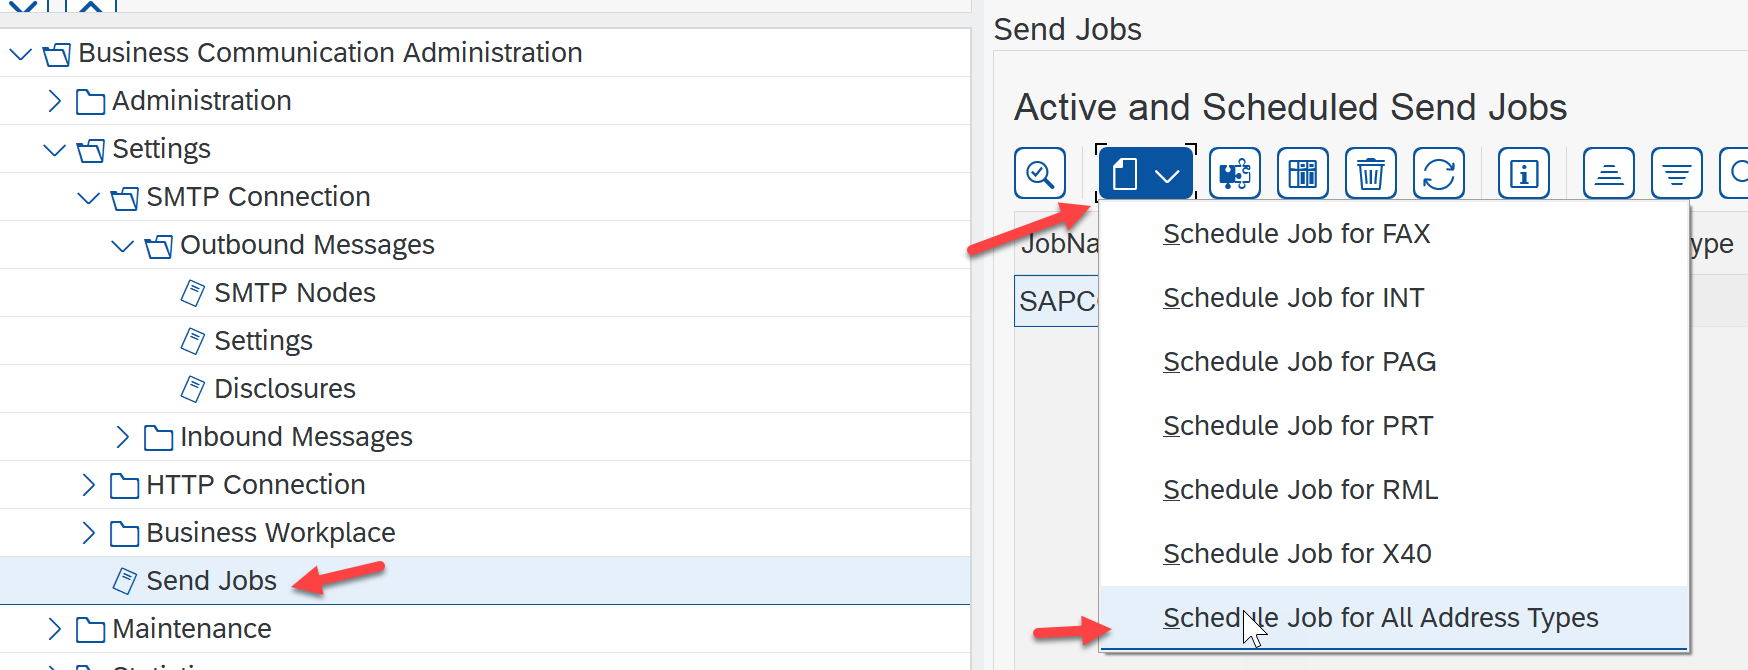 Business Communication Administration
Administration
Settings
SMTP Connection
Outbound Messages
SMTP Nodes
Settings
Disclosures
Inbound Messages
HTTP Connection
Business Workplace
Send Jobs
Maintenance
Send Jobs
Active and Scheduled Send Jobs
JobNa
ype
SAPC
Schedule Job for FAX
Schedule Job for INT
Schedule Job for PAG
Schedule Job for PRT
Schedule Job for RML
Schedule Job for X40
Schedule Job for All Address Types